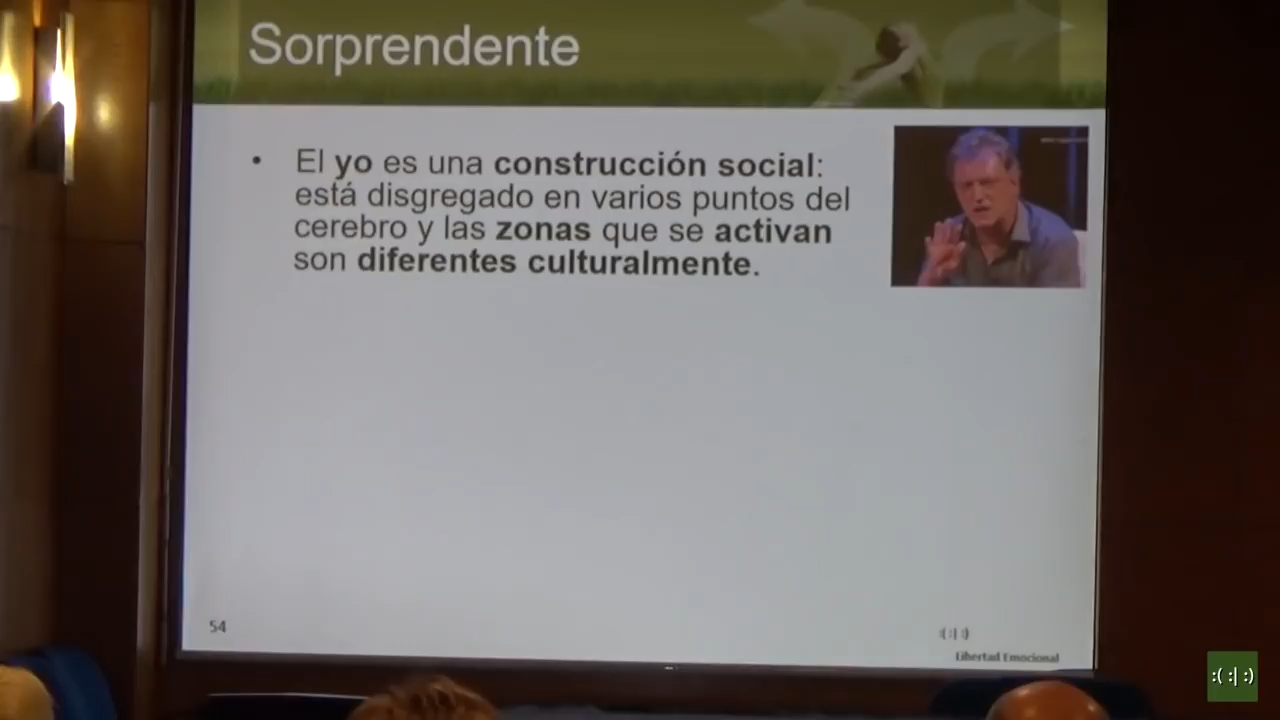 Sorprendente
• El yo es una construcción social:
está disgregado en varios puntos del
cerebro y las zonas que se activan
son diferentes culturalmente.
54
:( :| :)
Libertad Emocional
:( :| :)